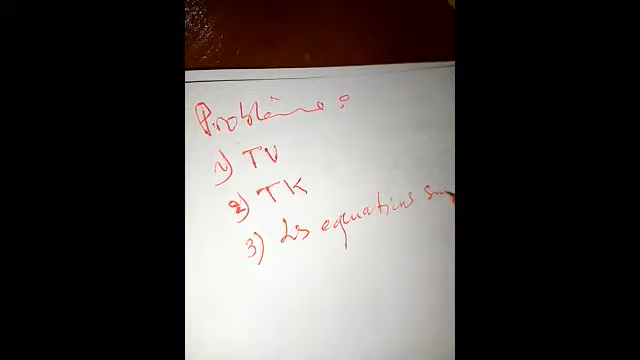 Problème :
1) TV
2) TK
3) Les equations